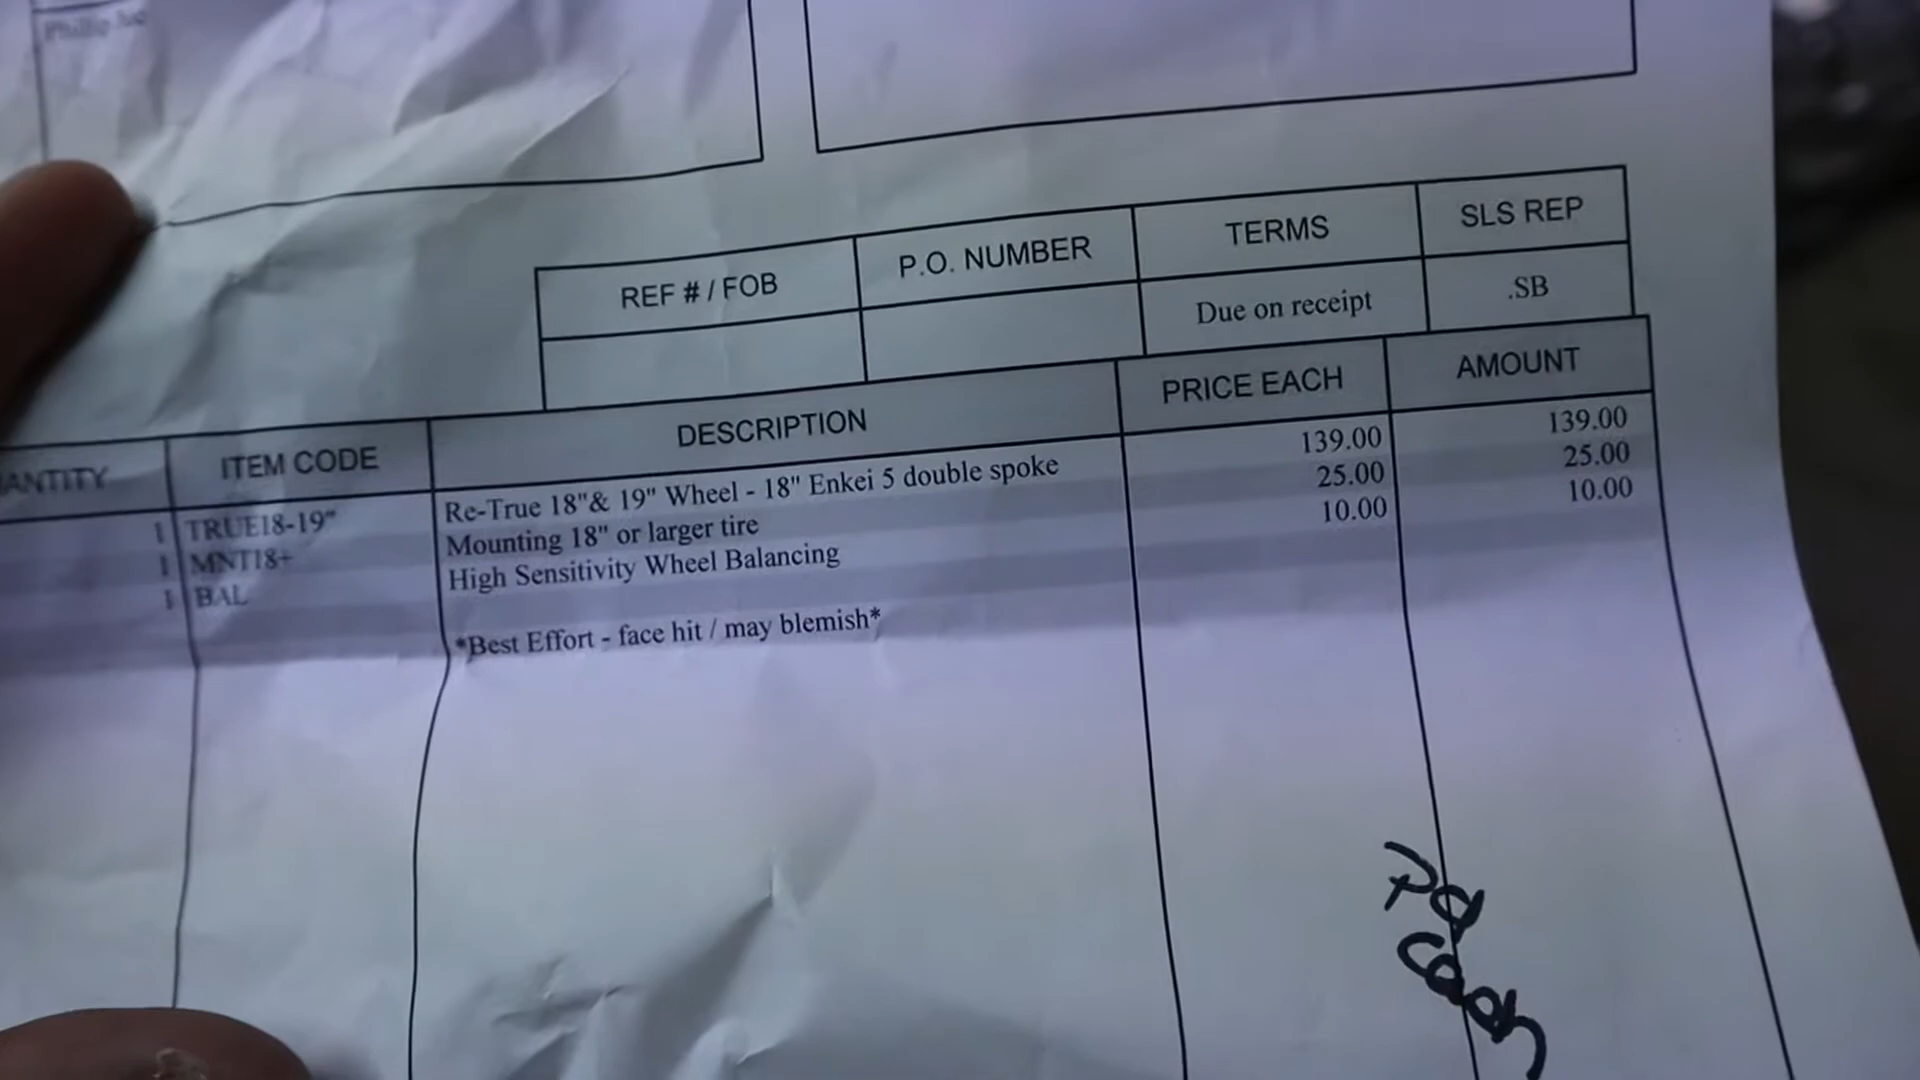 REF # / FOB P.O. NUMBER TERMS SLS REP
Due on receipt .SB
ANTITY ITEM CODE DESCRIPTION PRICE EACH AMOUNT
1 TRUE18-19" Re-True 18"& 19" Wheel - 18" Enkei 5 double spoke 139.00 139.00
1 MNT18+ Mounting 18" or larger tire 25.00 25.00
1 BAL High Sensitivity Wheel Balancing 10.00 10.00
*Best Effort - face hit / may blemish*
Pd
Cash